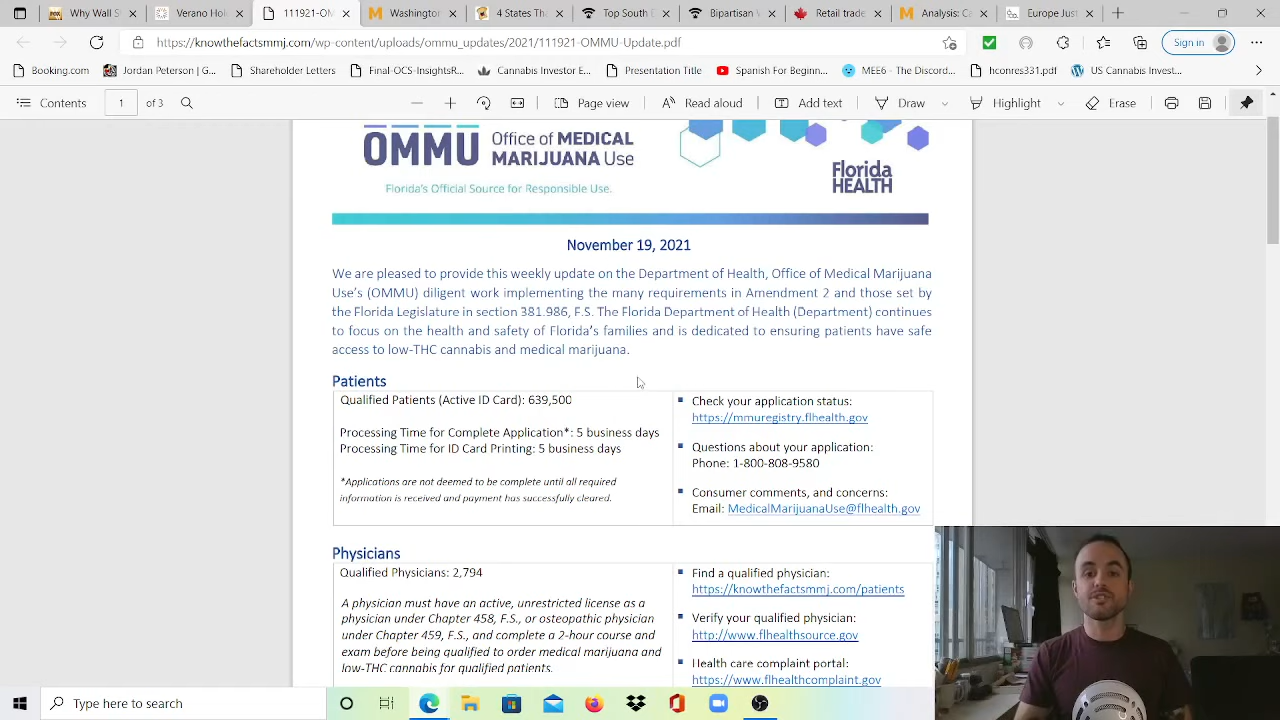 Why Wall S
Verano Hol
111921-OM
Washington
4 States The
Top South D
Bipartisan
Retail trade
Analysis: Ca
Europe Just
https://knowthefactsmmj.com/wp-content/uploads/ommu_updates/2021/111921-OMMU-Update.pdf
Sign in
Booking.com
Jordan Peterson | G...
Shareholder Letters
Final-OCS-InsightsR...
Cannabis Investor E...
Presentation Title
Spanish For Beginn...
MEE6 - The Discord...
hconres331.pdf
US Cannabis Invest...
Contents
1
of 3
Page view
Read aloud
Add text
Draw
Highlight
Erase
OMMU
Office of MEDICAL
MARIJUANA Use
Florida's Official Source for Responsible Use.
Florida
HEALTH
November 19, 2021
We are pleased to provide this weekly update on the Department of Health, Office of Medical Marijuana
Use's (OMMU) diligent work implementing the many requirements in Amendment 2 and those set by
the Florida Legislature in section 381.986, F.S. The Florida Department of Health (Department) continues
to focus on the health and safety of Florida's families and is dedicated to ensuring patients have safe
access to low-THC cannabis and medical marijuana.
Patients
Qualified Patients (Active ID Card): 639,500
Processing Time for Complete Application*: 5 business days
Processing Time for ID Card Printing: 5 business days
*Applications are not deemed to be complete until all required
information is received and payment has successfully cleared.
Check your application status:
https://mmuregistry.flhealth.gov
Questions about your application:
Phone: 1-800-808-9580
Consumer comments, and concerns:
Email: MedicalMarijuanaUse@flhealth.gov
Physicians
Qualified Physicians: 2,794
A physician must have an active, unrestricted license as a
physician under Chapter 458, F.S., or osteopathic physician
under Chapter 459, F.S., and complete a 2-hour course and
exam before being qualified to order medical marijuana and
low-THC cannabis for qualified patients.
Find a qualified physician:
https://knowthefactsmmj.com/patients
Verify your qualified physician:
http://www.flhealthsource.gov
Health care complaint portal:
https://www.flhealthcomplaint.gov
Type here to search